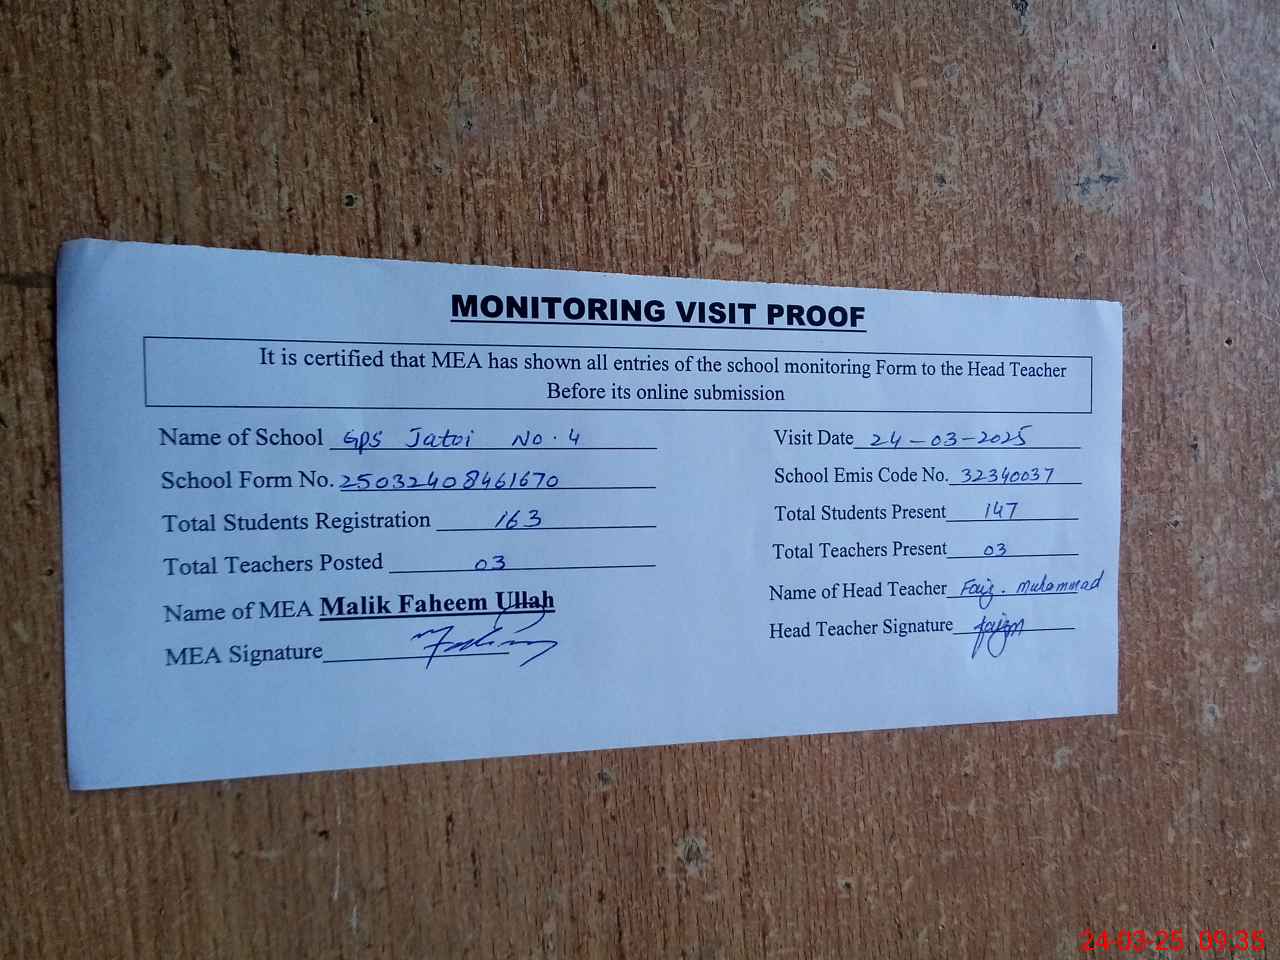 MONITORING VISIT PROOF
It is certified that MEA has shown all entries of the school monitoring Form to the Head Teacher
Before its online submission
Name of School GPS Jatoi No. 4 Visit Date 24-03-2025
School Form No. 25032408461670 School Emis Code No. 32340037
Total Students Registration 163 Total Students Present 147
Total Teachers Posted 03 Total Teachers Present 03
Name of MEA Malik Faheem Ullah Name of Head Teacher Faiz. Muhammad
MEA Signature Head Teacher Signature
24-03-25 09:35